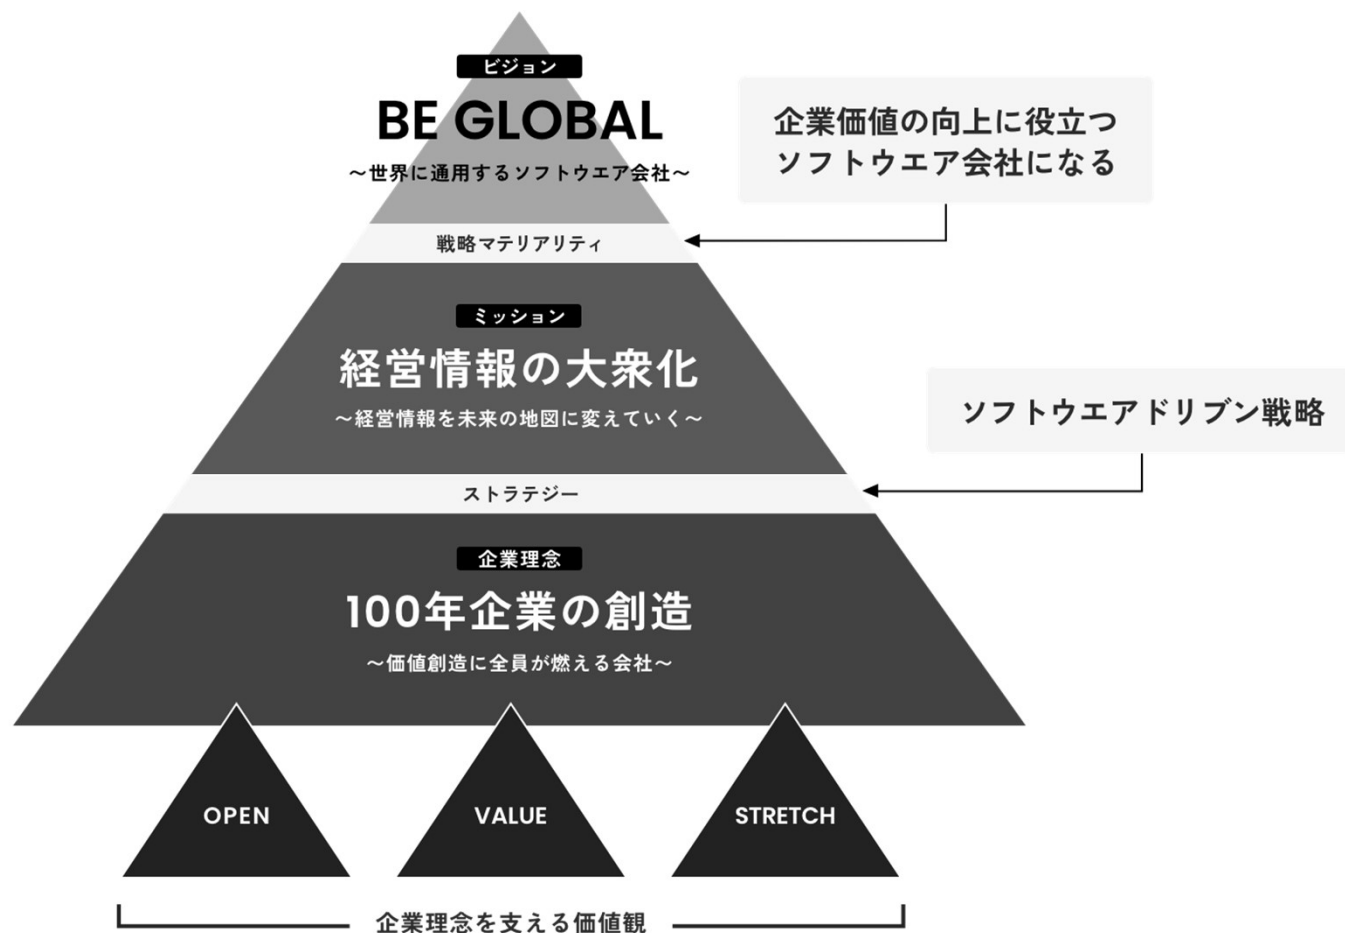 ビジョン
BE GLOBAL
～世界に通用するソフトウエア会社～
企業価値の向上に役立つ
ソフトウエア会社になる
戦略マテリアリティ
ミッション
経営情報の大衆化
～経営情報を未来の地図に変えていく～
ソフトウエアドリブン戦略
ストラテジー
企業理念
100年企業の創造
～価値創造に全員が燃える会社～
OPEN
VALUE
STRETCH
企業理念を支える価値観